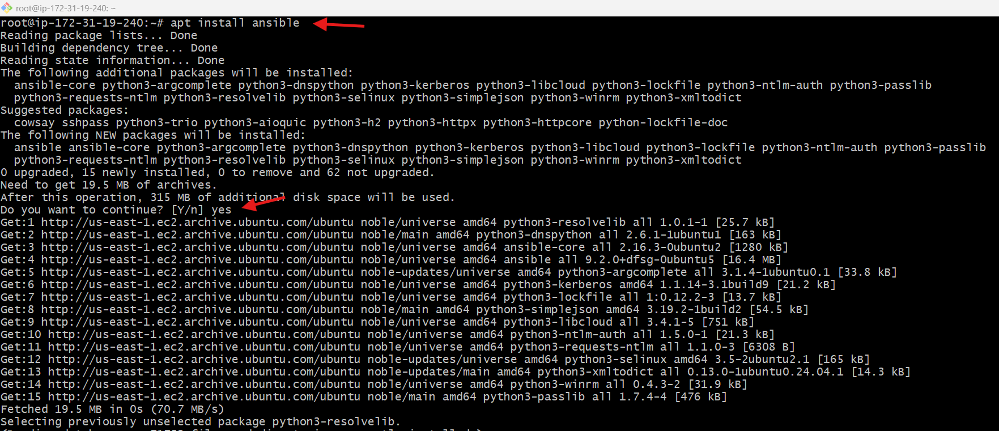 root@ip-172-31-19-240: ~
root@ip-172-31-19-240:~# apt install ansible
Reading package lists... Done
Building dependency tree... Done
Reading state information... Done
The following additional packages will be installed:
  ansible-core python3-argcomplete python3-dnspython python3-kerberos python3-libcloud python3-lockfile python3-ntlm-auth python3-passlib
  python3-requests-ntlm python3-resolvelib python3-selinux python3-simplejson python3-winrm python3-xmltodict
Suggested packages:
  cowsay sshpass python3-trio python3-aioquic python3-h2 python3-httpx python3-httpcore python-lockfile-doc
The following NEW packages will be installed:
  ansible ansible-core python3-argcomplete python3-dnspython python3-kerberos python3-libcloud python3-lockfile python3-ntlm-auth python3-passlib
  python3-requests-ntlm python3-resolvelib python3-selinux python3-simplejson python3-winrm python3-xmltodict
0 upgraded, 15 newly installed, 0 to remove and 62 not upgraded.
Need to get 19.5 MB of archives.
After this operation, 315 MB of additional disk space will be used.
Do you want to continue? [Y/n] yes
Get:1 http://us-east-1.ec2.archive.ubuntu.com/ubuntu noble/universe amd64 python3-resolvelib all 1.0.1-1 [25.7 kB]
Get:2 http://us-east-1.ec2.archive.ubuntu.com/ubuntu noble/main amd64 python3-dnspython all 2.6.1-1ubuntu1 [163 kB]
Get:3 http://us-east-1.ec2.archive.ubuntu.com/ubuntu noble/universe amd64 ansible-core all 2.16.3-0ubuntu2 [1280 kB]
Get:4 http://us-east-1.ec2.archive.ubuntu.com/ubuntu noble/universe amd64 ansible all 9.2.0+dfsg-0ubuntu5 [16.4 MB]
Get:5 http://us-east-1.ec2.archive.ubuntu.com/ubuntu noble-updates/universe amd64 python3-argcomplete all 3.1.4-1ubuntu0.1 [33.8 kB]
Get:6 http://us-east-1.ec2.archive.ubuntu.com/ubuntu noble/universe amd64 python3-kerberos amd64 1.1.14-3.1build9 [21.2 kB]
Get:7 http://us-east-1.ec2.archive.ubuntu.com/ubuntu noble/universe amd64 python3-lockfile all 1:0.12.2-3 [13.7 kB]
Get:8 http://us-east-1.ec2.archive.ubuntu.com/ubuntu noble/main amd64 python3-simplejson amd64 3.19.2-1build2 [54.5 kB]
Get:9 http://us-east-1.ec2.archive.ubuntu.com/ubuntu noble/universe amd64 python3-libcloud all 3.4.1-5 [751 kB]
Get:10 http://us-east-1.ec2.archive.ubuntu.com/ubuntu noble/universe amd64 python3-ntlm-auth all 1.5.0-1 [21.3 kB]
Get:11 http://us-east-1.ec2.archive.ubuntu.com/ubuntu noble/universe amd64 python3-requests-ntlm all 1.1.0-3 [6308 B]
Get:12 http://us-east-1.ec2.archive.ubuntu.com/ubuntu noble-updates/universe amd64 python3-selinux amd64 3.5-2ubuntu2.1 [165 kB]
Get:13 http://us-east-1.ec2.archive.ubuntu.com/ubuntu noble-updates/main amd64 python3-xmltodict all 0.13.0-1ubuntu0.24.04.1 [14.3 kB]
Get:14 http://us-east-1.ec2.archive.ubuntu.com/ubuntu noble/universe amd64 python3-winrm all 0.4.3-2 [31.9 kB]
Get:15 http://us-east-1.ec2.archive.ubuntu.com/ubuntu noble/main amd64 python3-passlib all 1.7.4-4 [476 kB]
Fetched 19.5 MB in 0s (70.7 MB/s)
Selecting previously unselected package python3-resolvelib.